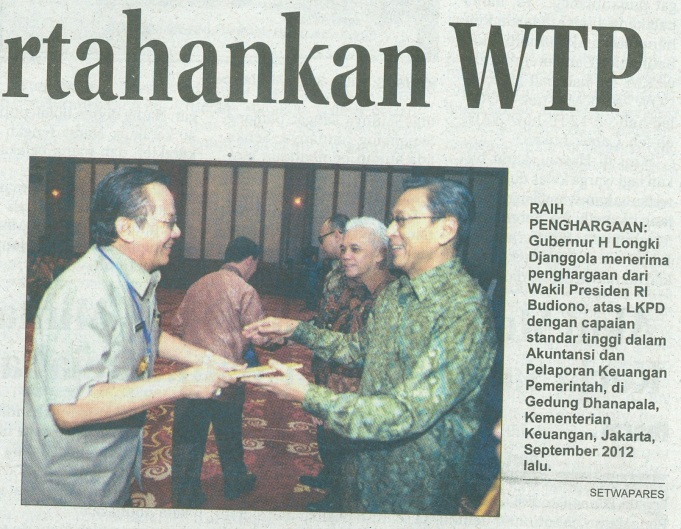 rtahankan WTP
RAIH
PENGHARGAAN:
Gubernur H Longki
Djanggola menerima
penghargaan dari
Wakil Presiden RI
Budiono, atas LKPD
dengan capaian
standar tinggi dalam
Akuntansi dan
Pelaporan Keuangan
Pemerintah, di
Gedung Dhanapala,
Kementerian
Keuangan, Jakarta,
September 2012
lalu.
SETWAPARES